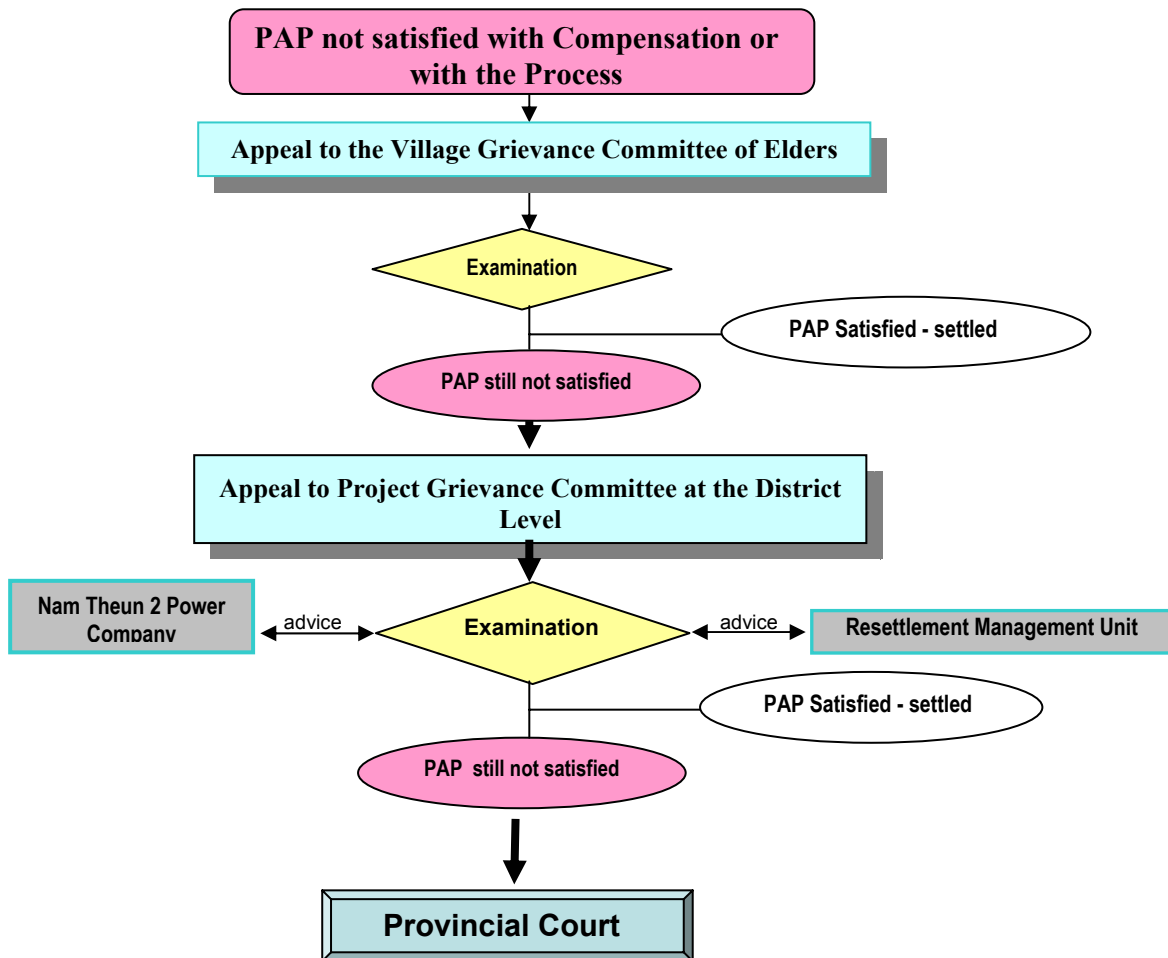 PAP not satisfied with Compensation or
with the Process
Appeal to the Village Grievance Committee of Elders
Examination
PAP Satisfied - settled
PAP still not satisfied
Appeal to Project Grievance Committee at the District
Level
Nam Theun 2 Power
Company
advice
Examination
advice
Resettlement Management Unit
PAP Satisfied - settled
PAP still not satisfied
Provincial Court